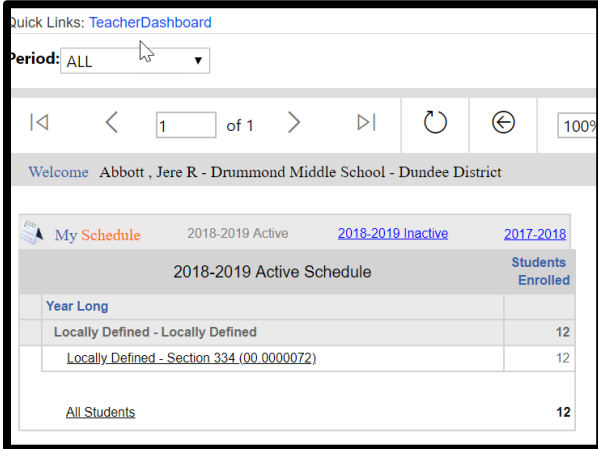 Quick Links: TeacherDashboard
Period: ALL
1 of 1 100%
Welcome Abbott , Jere R - Drummond Middle School - Dundee District
My Schedule 2018-2019 Active 2018-2019 Inactive 2017-2018
2018-2019 Active Schedule Students Enrolled
Year Long
Locally Defined - Locally Defined 12
Locally Defined - Section 334 (00.0000072) 12
All Students 12